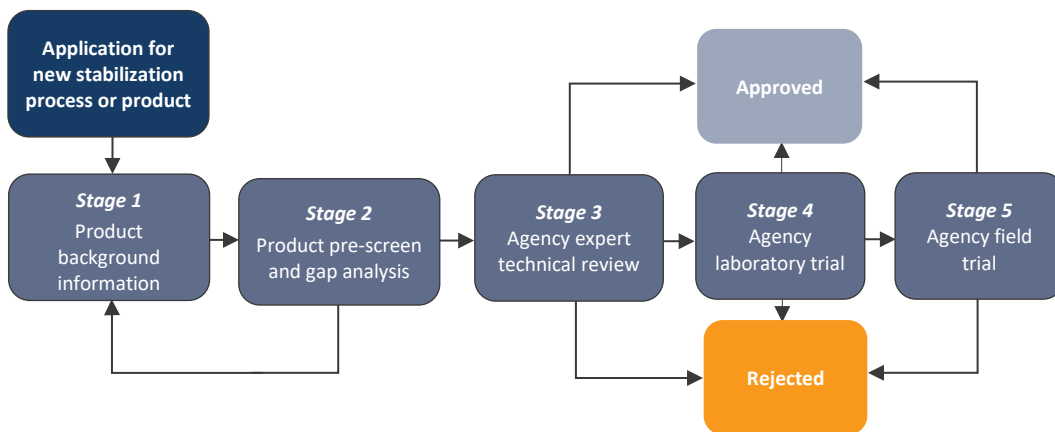 Application for
new stabilization
process or product
Stage 1
Product
background
information
Stage 2
Product pre-screen
and gap analysis
Stage 3
Agency expert
technical review
Approved
Stage 4
Agency
laboratory trial
Rejected
Stage 5
Agency field
trial